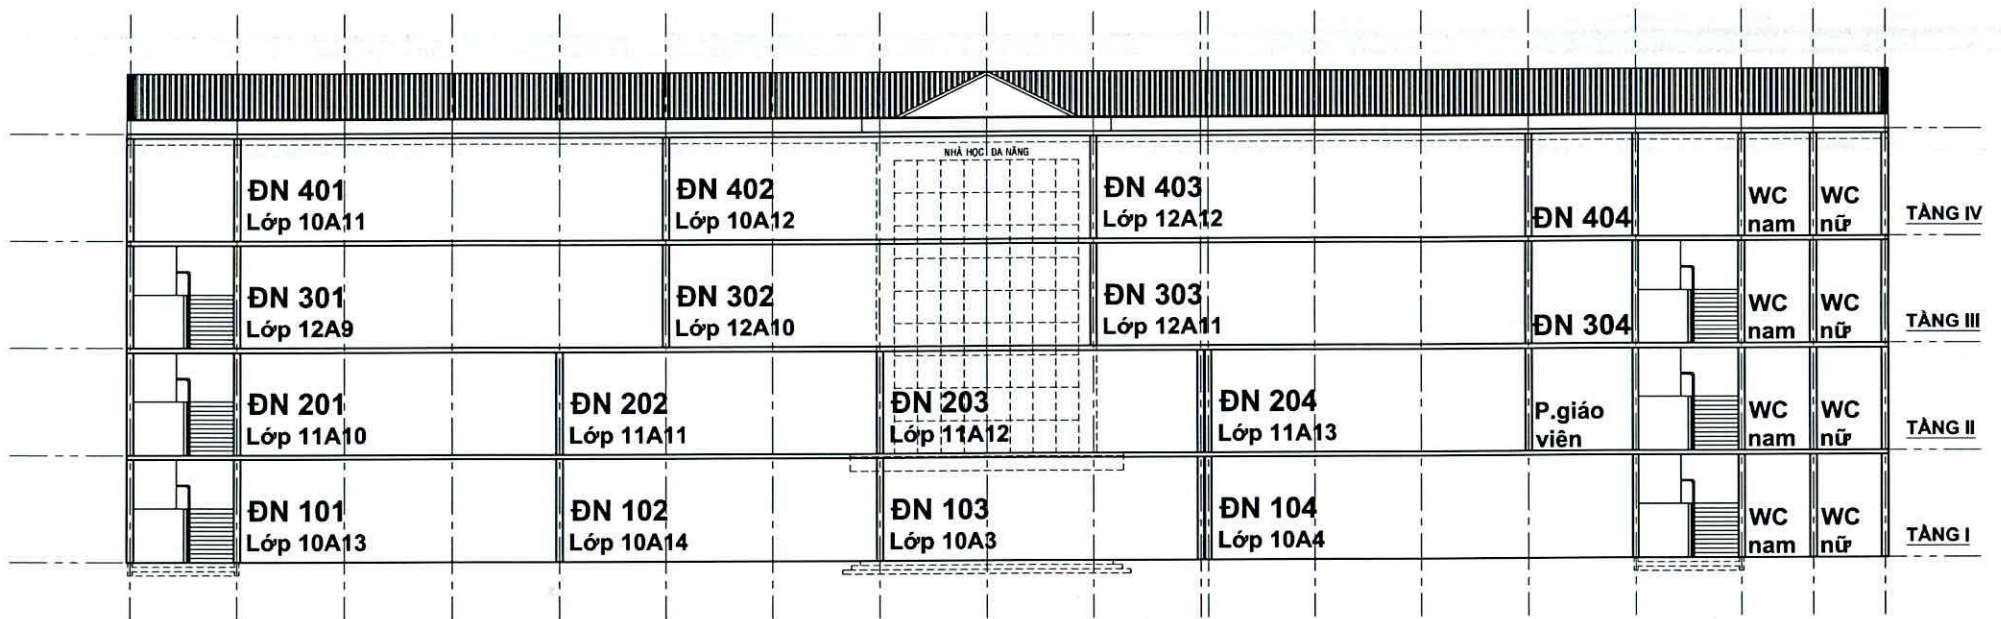 NHÀ HỌC ĐA NĂNG
ĐN 401
Lớp 10A11
ĐN 402
Lớp 10A12
ĐN 403
Lớp 12A12
ĐN 404
WC
nam
WC
nữ
TẦNG IV
ĐN 301
Lớp 12A9
ĐN 302
Lớp 12A10
ĐN 303
Lớp 12A11
ĐN 304
WC
nam
WC
nữ
TẦNG III
ĐN 201
Lớp 11A10
ĐN 202
Lớp 11A11
ĐN 203
Lớp 11A12
ĐN 204
Lớp 11A13
P.giáo
viên
WC
nam
WC
nữ
TẦNG II
ĐN 101
Lớp 10A13
ĐN 102
Lớp 10A14
ĐN 103
Lớp 10A3
ĐN 104
Lớp 10A4
WC
nam
WC
nữ
TẦNG I